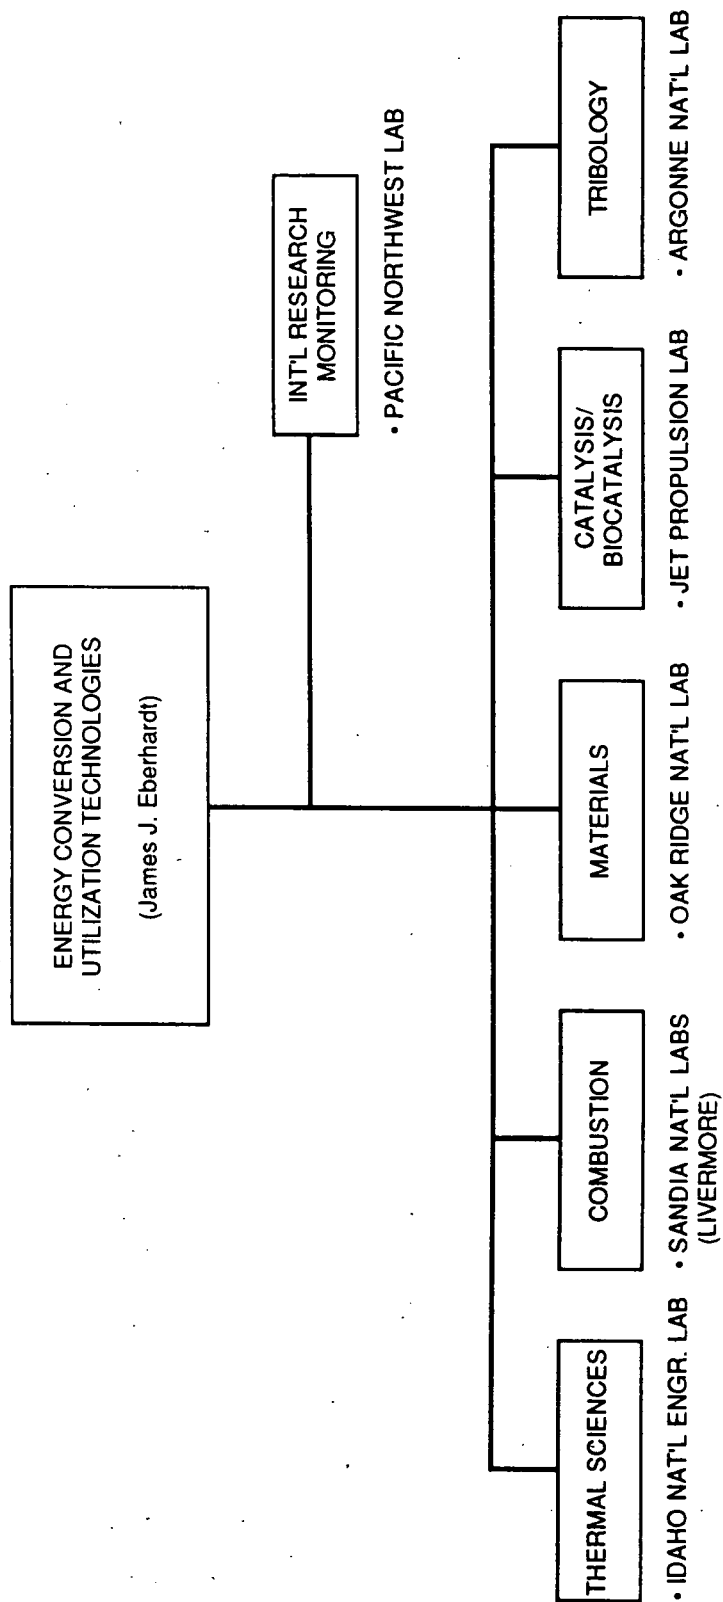 ENERGY CONVERSION AND
UTILIZATION TECHNOLOGIES
(James J. Eberhardt)
INT'L RESEARCH
MONITORING
• PACIFIC NORTHWEST LAB
THERMAL SCIENCES
• IDAHO NAT'L ENGR. LAB
COMBUSTION
• SANDIA NAT'L LABS
(LIVERMORE)
MATERIALS
• OAK RIDGE NAT'L LAB
CATALYSIS/
BIOCATALYSIS
• JET PROPULSION LAB
TRIBOLOGY
• ARGONNE NAT'L LAB